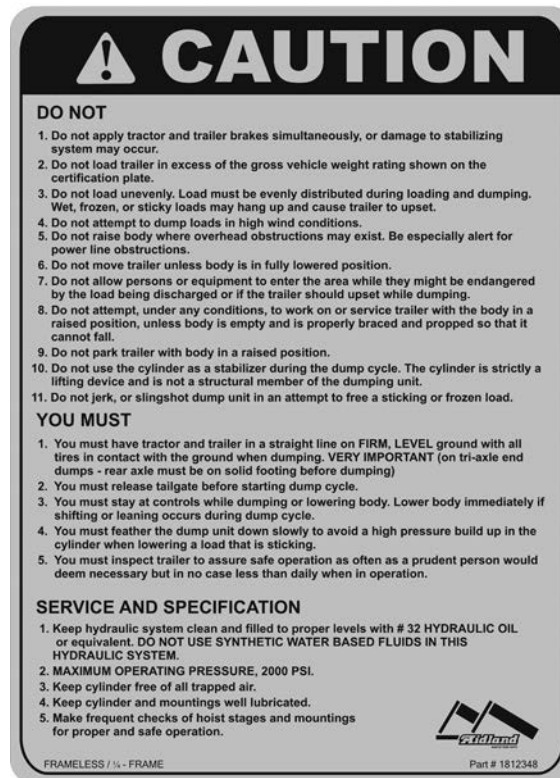 CAUTION
DO NOT
1. Do not apply tractor and trailer brakes simultaneously, or damage to stabilizing
system may occur.
2. Do not load trailer in excess of the gross vehicle weight rating shown on the
certification plate.
3. Do not load unevenly. Load must be evenly distributed during loading and dumping.
Wet, frozen, or sticky loads may hang up and cause trailer to upset.
4. Do not attempt to dump loads in high wind conditions.
5. Do not raise body where overhead obstructions may exist. Be especially alert for
power line obstructions.
6. Do not move trailer unless body is in fully lowered position.
7. Do not allow persons or equipment to enter the area while they might be endangered
by the load being discharged or if the trailer should upset while dumping.
8. Do not attempt, under any conditions, to work on or service trailer with the body in a
raised position, unless body is empty and is properly braced and propped so that it
cannot fall.
9. Do not park trailer with body in a raised position.
10. Do not use the cylinder as a stabilizer during the dump cycle. The cylinder is strictly a
lifting device and is not a structural member of the dumping unit.
11. Do not jerk, or slingshot dump unit in an attempt to free a sticking or frozen load.
YOU MUST
1. You must have tractor and trailer in a straight line on FIRM, LEVEL ground with all
tires in contact with the ground when dumping. VERY IMPORTANT (on tri-axle end
dumps - rear axle must be on solid footing before dumping)
2. You must release tailgate before starting dump cycle.
3. You must stay at controls while dumping or lowering body. Lower body immediately if
shifting or leaning occurs during dump cycle.
4. You must feather the dump unit down slowly to avoid a high pressure build up in the
cylinder when lowering a load that is sticking.
5. You must inspect trailer to assure safe operation as often as a prudent person would
deem necessary but in no case less than daily when in operation.
SERVICE AND SPECIFICATION
1. Keep hydraulic system clean and filled to proper levels with # 32 HYDRAULIC OIL
or equivalent. DO NOT USE SYNTHETIC WATER BASED FLUIDS IN THIS
HYDRAULIC SYSTEM.
2. MAXIMUM OPERATING PRESSURE, 2000 PSI.
3. Keep cylinder free of all trapped air.
4. Keep cylinder and mountings well lubricated.
5. Make frequent checks of hoist stages and mountings
for proper and safe operation.
Midland
FRAMELESS / ¼ - FRAME
Part # 1812348